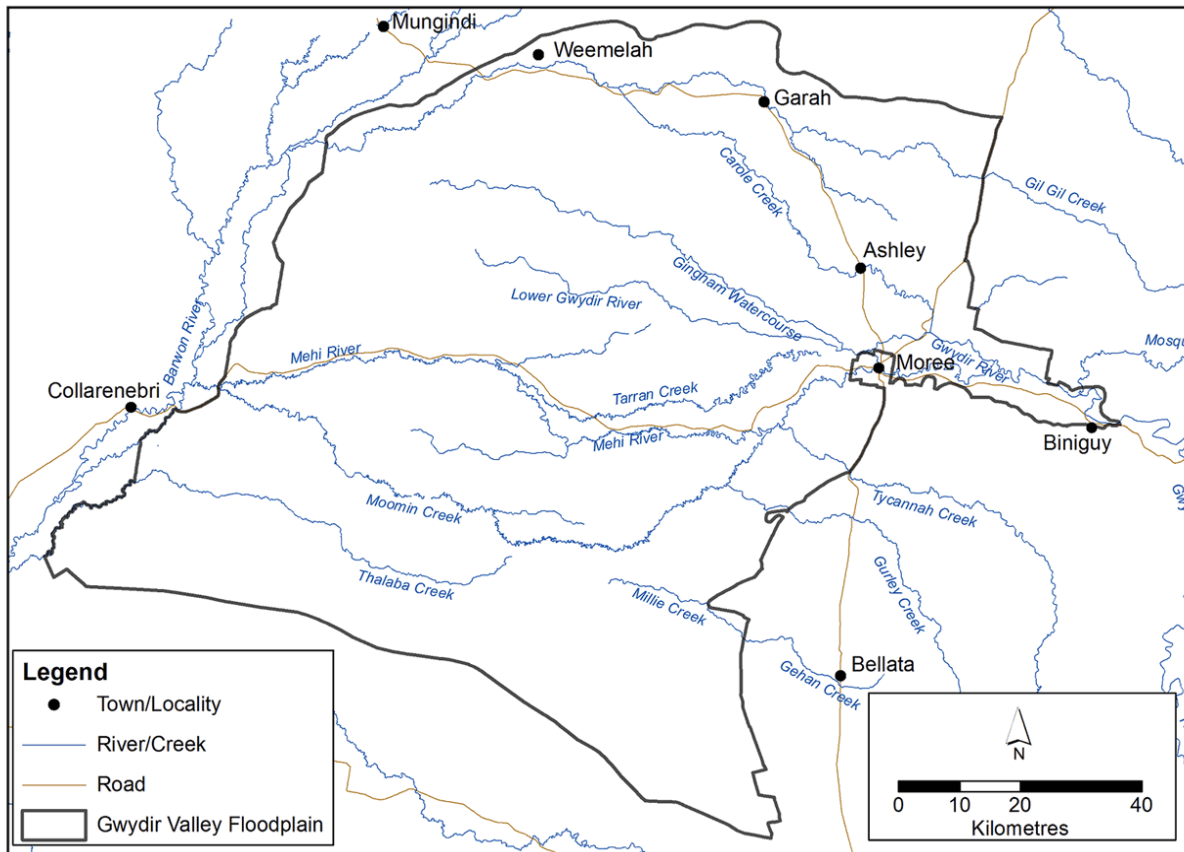 Mungindi
Weemelah
Garah
Carole Creek
Gil Gil Creek
Ashley
Gingham Watercourse
Lower Gwydir River
Barwon River
Mehi River
Gwydir River
Mosqu
Moree
Collarenebri
Tarran Creek
Mehi River
Biniguy
Moomin Creek
Tycannah Creek
Gwy
Thalaba Creek
Gurley Creek
Millie Creek
Bellata
Gehan Creek
Legend
Town/Locality
River/Creek
Road
Gwydir Valley Floodplain
N
0 10 20 40
Kilometres